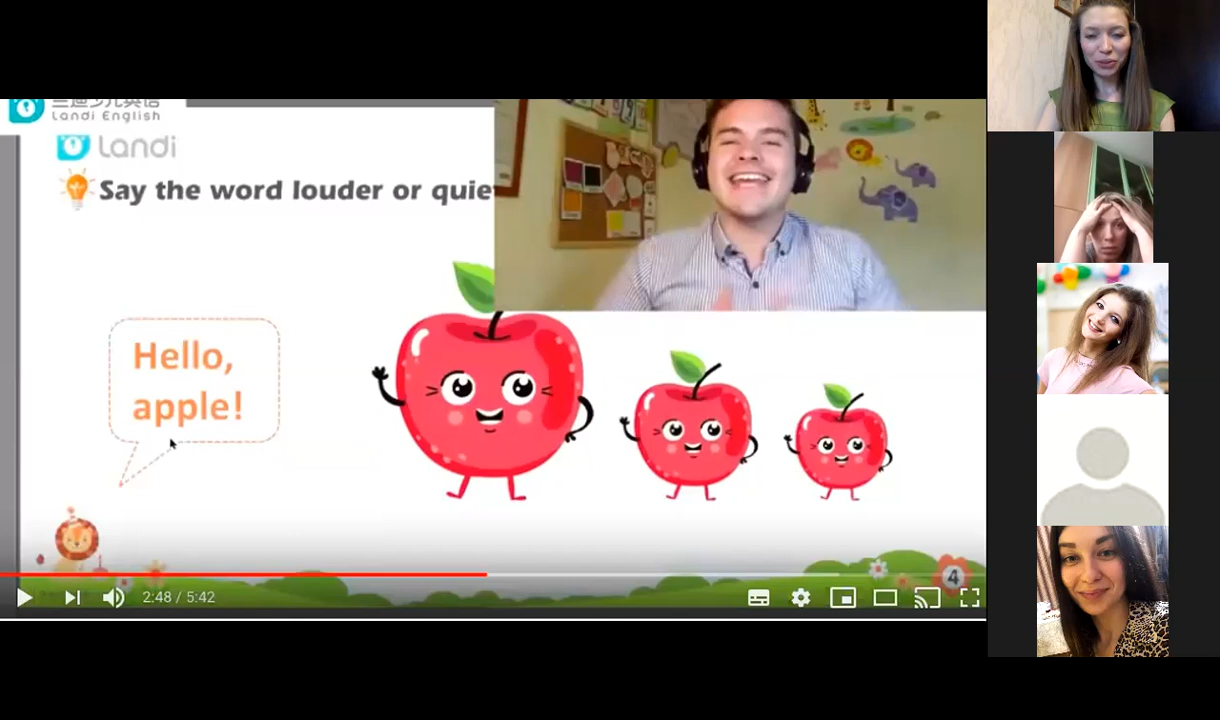 Landi English
Landi
Say the word louder or quie
Hello,
apple!
4
2:48 / 5:42